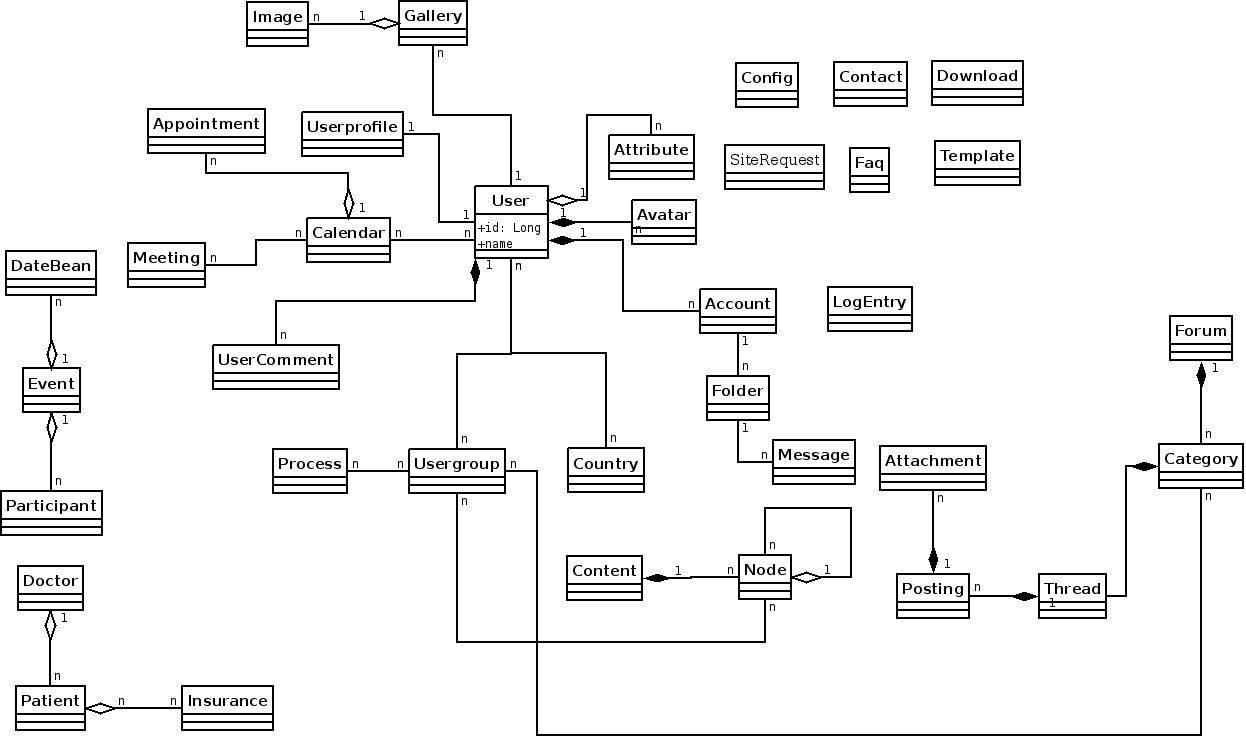 Image n 1 Gallery
n
Config Contact Download
Appointment Userprofile 1 n
Attribute
n SiteRequest Faq Template
1
User 1
1 1 Avatar
+id: Long n
Calendar n n +name 1
n
Meeting n
DateBean 1 n
n Account
n LogEntry
1
Forum
n UserComment 1
1 n
Event Folder
1 1
n n n
Process n n Usergroup n Country n Message Attachment Category
n n n
n
Participant
n
Content 1 n Node 1 1
Doctor n Posting n Thread
1 1
n
Patient n n Insurance